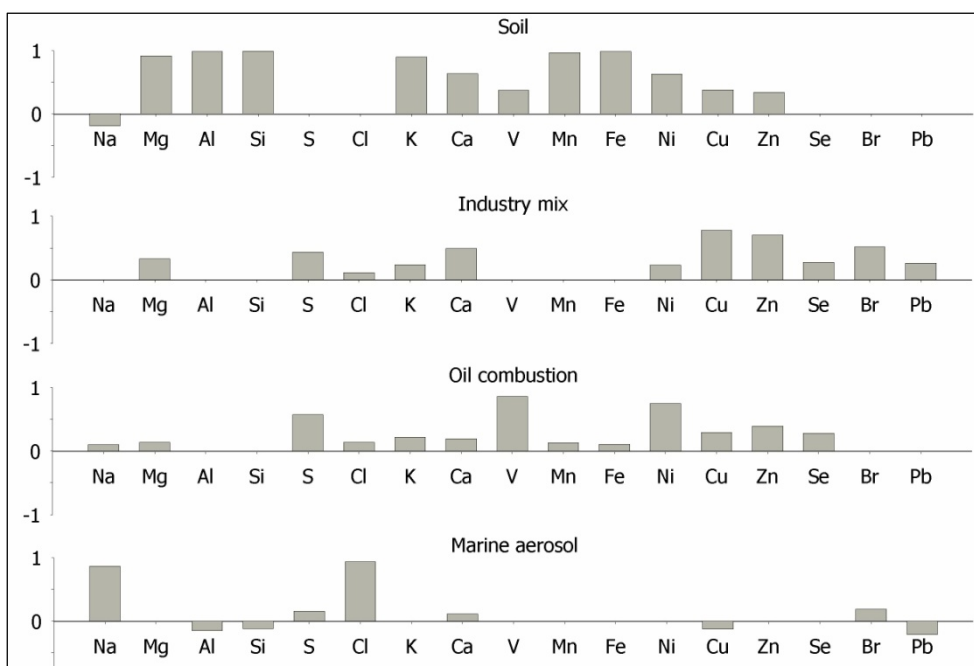 Soil
1
0
Na Mg Al Si S Cl K Ca V Mn Fe Ni Cu Zn Se Br Pb
-1
Industry mix
1
0
Na Mg Al Si S Cl K Ca V Mn Fe Ni Cu Zn Se Br Pb
-1
Oil combustion
1
0
Na Mg Al Si S Cl K Ca V Mn Fe Ni Cu Zn Se Br Pb
-1
Marine aerosol
1
0
Na Mg Al Si S Cl K Ca V Mn Fe Ni Cu Zn Se Br Pb